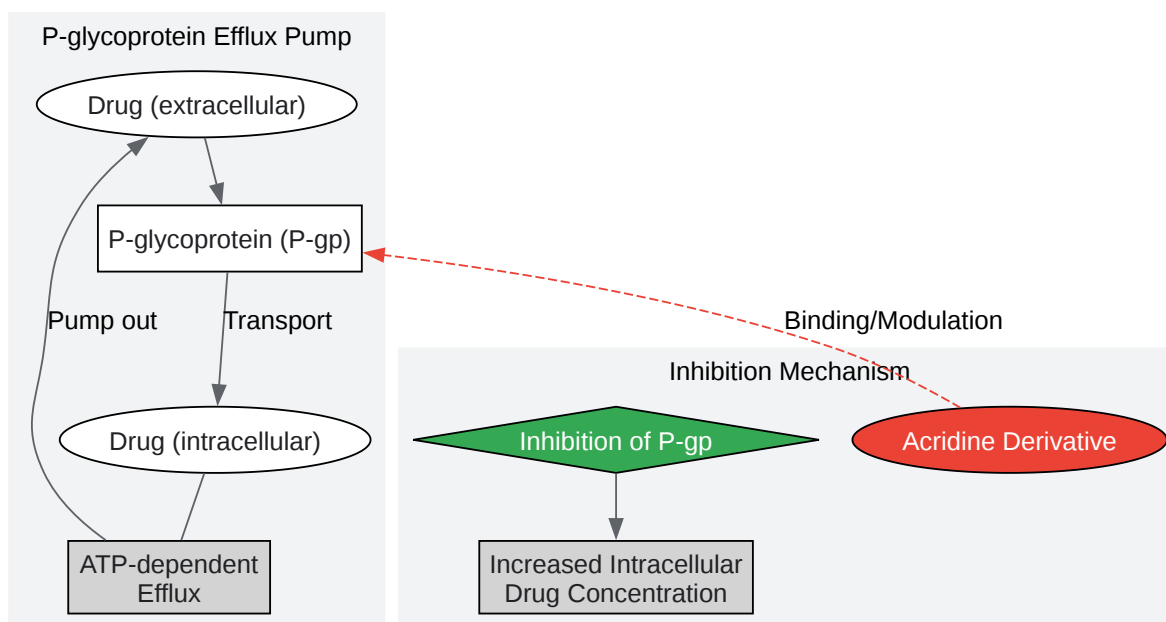 P-glycoprotein Efflux Pump
Drug (extracellular)
P-glycoprotein (P-gp)
Pump out
Transport
Binding/Modulation
Inhibition Mechanism
Drug (intracellular)
Inhibition of P-gp
Acridine Derivative
ATP-dependent
Efflux
Increased Intracellular
Drug Concentration